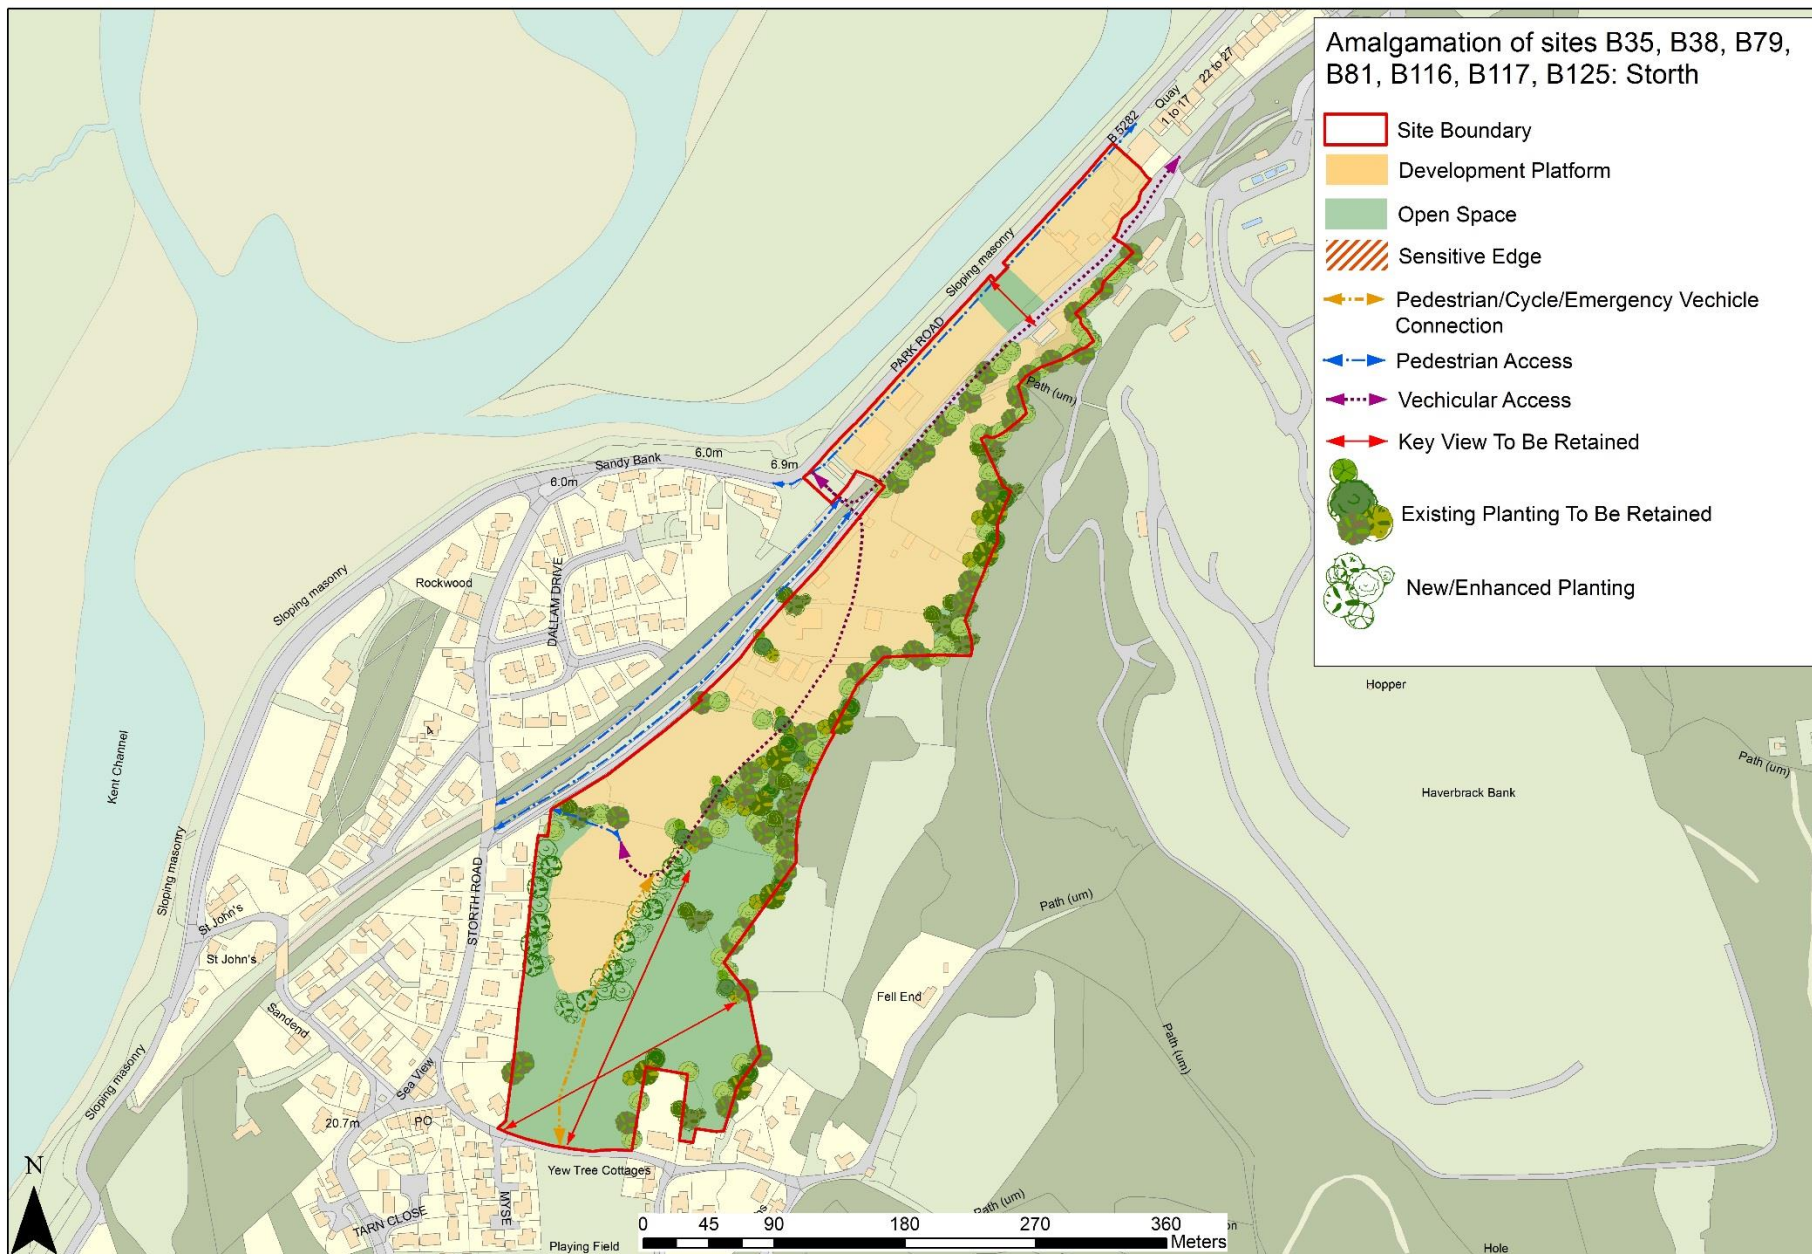 Amalgamation of sites B35, B38, B79,
B81, B116, B117, B125: Storth
Site Boundary
Development Platform
Open Space
Sensitive Edge
Pedestrian/Cycle/Emergency Vechicle
Connection
Pedestrian Access
Vechicular Access
Key View To Be Retained
Existing Planting To Be Retained
New/Enhanced Planting
22 to 27
Quay
1 to 17
B 5282
Sloping masonry
PARK ROAD
Path (um)
Sandy Bank
6.0m
6.9m
6.0m
Sloping masonry
Rockwood
DALLAM DRIVE
4
Kent Channel
Hopper
Path (um)
Haverbrack Bank
Sloping masonry
STORTH ROAD
St John's
St John's
Path (um)
Sandend
Fell End
Path (um)
Sea View
Sloping masonry
PO
20.7m
Yew Tree Cottages
MYSE
TARN CLOSE
Playing Field
Path (um)
Hole
N
0 45 90 180 270 360
Meters